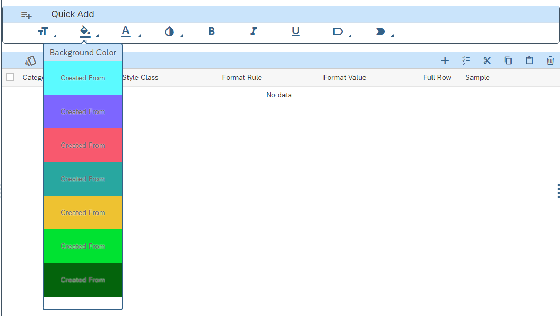 Quick Add
T A B I U
Background Color
Categ Style Class Format Rule Format Value Full Row Sample
No data
Created From
Created From
Created From
Created From
Created From
Created From
Created From